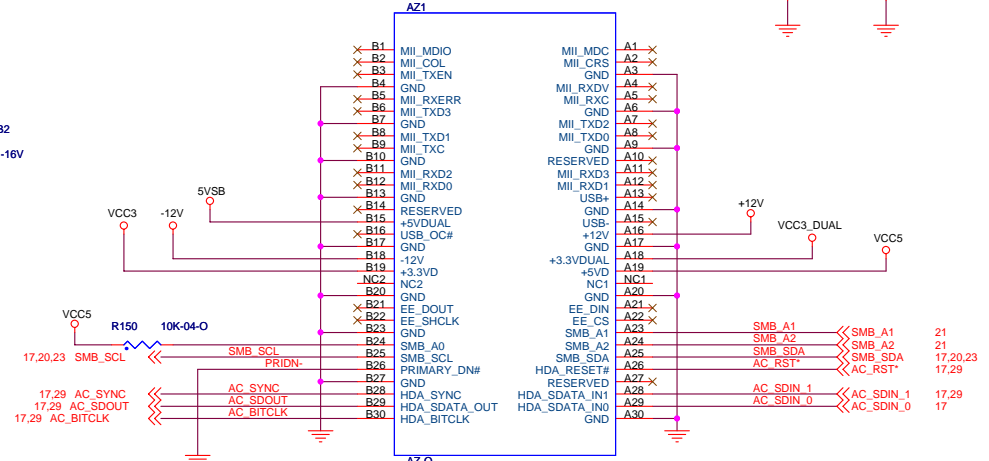 AZ1
B1 MII_MDIO MII_MDC A1
B2 MII_COL MII_CRS A2
B3 MII_TXEN GND A3
B4 GND MII_RXDV A4
B5 MII_RXERR MII_RXC A5
B6 MII_TXD3 GND A6
B7 GND MII_TXD2 A7
B2
B8 MII_TXD1 MII_TXD0 A8
B9 MII_TXC GND A9
-16V
B10 GND RESERVED A10
B11 MII_RXD2 MII_RXD3 A11
B12 MII_RXD0 MII_RXD1 A12
5VSB B13 GND USB+ A13
+12V
VCC3 -12V B14 RESERVED GND A14
B15 +5VDUAL USB- A15
VCC3_DUAL
B16 USB_OC# +12V A16
VCC5
B17 GND GND A17
B18 -12V +3.3VDUAL A18
B19 +3.3VD +5VD A19
NC2 NC2 NC1 NC1
B20 GND GND A20
B21 EE_DOUT EE_DIN A21
VCC5
B22 EE_SHCLK EE_CS A22
R150 10K-04-O
B23 GND SMB_A1 A23 SMB_A1 SMB_A1 21
B24 SMB_A0 SMB_A2 A24 SMB_A2 SMB_A2 21
17,20,23 SMB_SCL SMB_SCL B25 SMB_SCL SMB_SDA A25 SMB_SDA SMB_SDA 17,20,23
PRIDN- B26 PRIMARY_DN# HDA_RESET# A26 AC_RST* AC_RST* 17,29
B27 GND RESERVED A27
17,29 AC_SYNC AC_SYNC B28 HDA_SYNC HDA_SDATA_IN1 A28 AC_SDIN_1 AC_SDIN_1 17,29
17,29 AC_SDOUT AC_SDOUT B29 HDA_SDATA_OUT HDA_SDATA_IN0 A29 AC_SDIN_0 AC_SDIN_0 17
17,29 AC_BITCLK AC_BITCLK B30 HDA_BITCLK GND A30